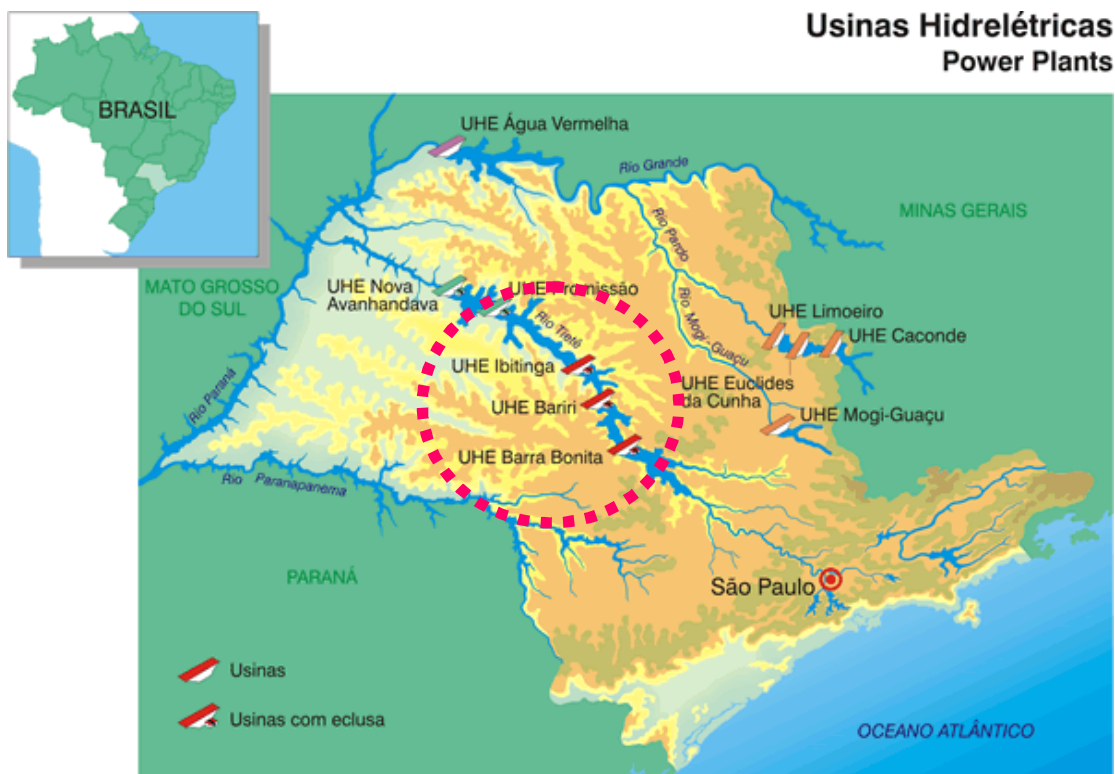 Usinas Hidrelétricas
Power Plants
BRASIL
UHE Água Vermelha
Rio Grande
MINAS GERAIS
Rio Pardo
MATO GROSSO
DO SUL
UHE Nova
Avanhandava
UHE Promissão
Rio Tietê
Rio Mogi-Guaçu
UHE Limoeiro
UHE Caconde
UHE Ibitinga
UHE Euclides
da Cunha
UHE Bariri
UHE Mogi-Guaçu
Rio Paraná
UHE Barra Bonita
Rio Paranapanema
PARANÁ
São Paulo
Usinas
Usinas com eclusa
OCEANO ATLÂNTICO